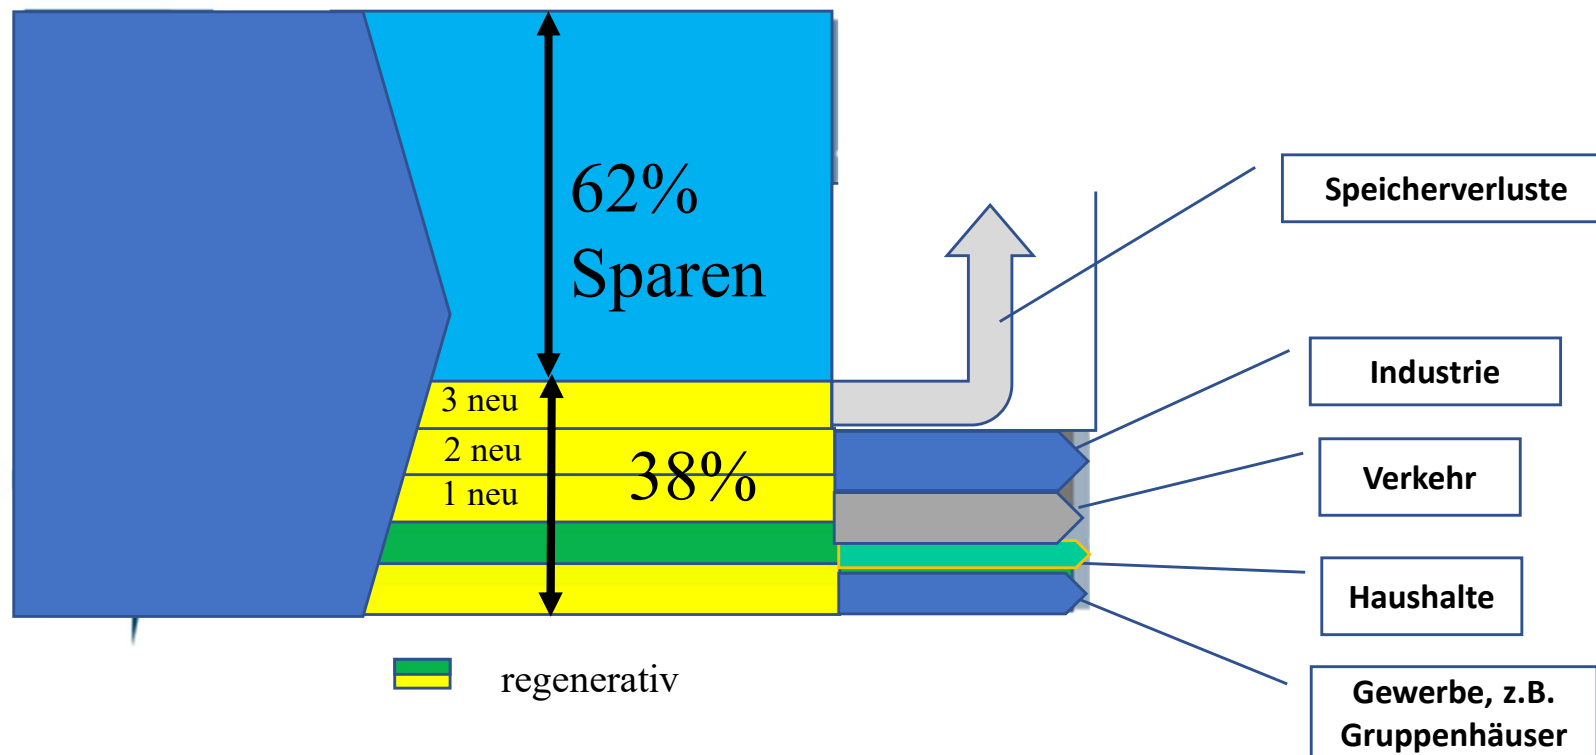 62%
Sparen
3 neu
2 neu
1 neu
38%
Speicherverluste
Industrie
Verkehr
Haushalte
Gewerbe, z.B.
Gruppenhäuser
regenerativ